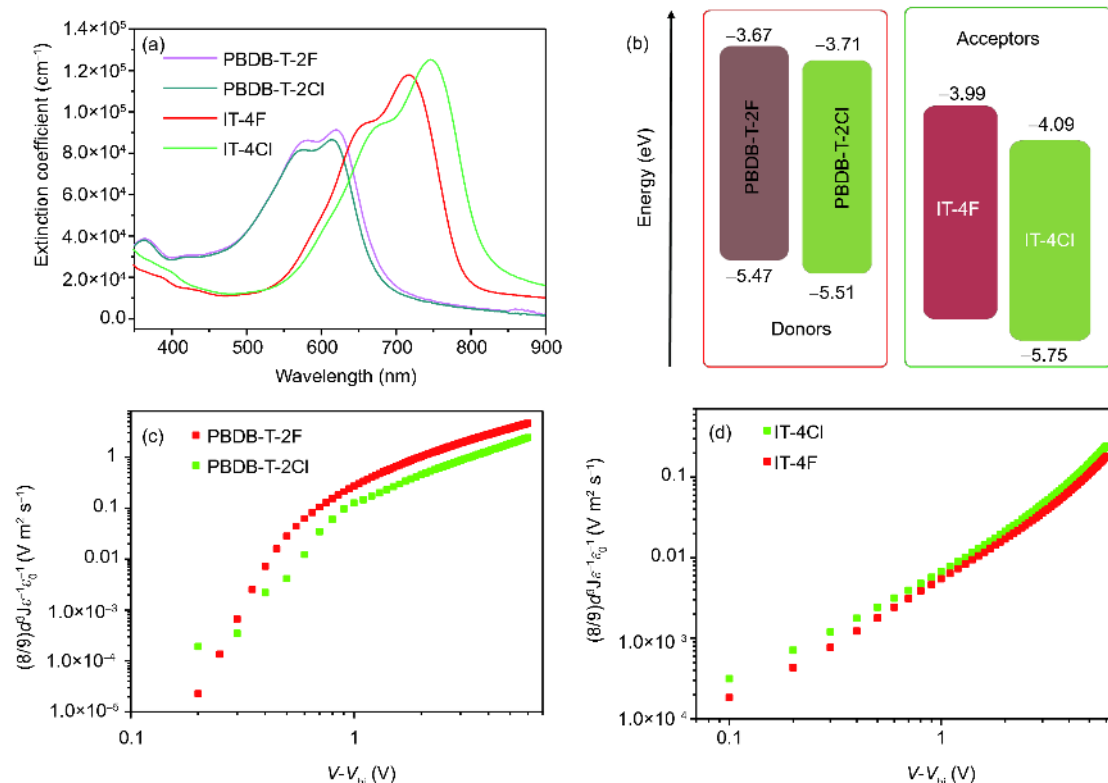 (a)
PBDB-T-2F
PBDB-T-2Cl
IT-4F
IT-4Cl
Extinction coefficient (cm⁻¹)
1.4×10⁵
1.2×10⁵
1.0×10⁵
8.0×10⁴
6.0×10⁴
4.0×10⁴
2.0×10⁴
0.0
400 500 600 700 800 900
Wavelength (nm)
(b)
Energy (eV)
−3.67
−3.71
PBDB-T-2F
PBDB-T-2Cl
−5.47
−5.51
Donors
Acceptors
−3.99
−4.09
IT-4F
IT-4Cl
−5.75
(c)
PBDB-T-2F
PBDB-T-2Cl
(V m² s⁻¹)
1
0.1
0.01
1.0×10⁻³
1.0×10⁻⁴
1.0×10⁻⁵
0.1 1
(V)
(d)
IT-4Cl
IT-4F
(V m² s⁻¹)
0.1
0.01
1.0×10⁻³
1.0×10⁻⁴
0.1 1
(V)